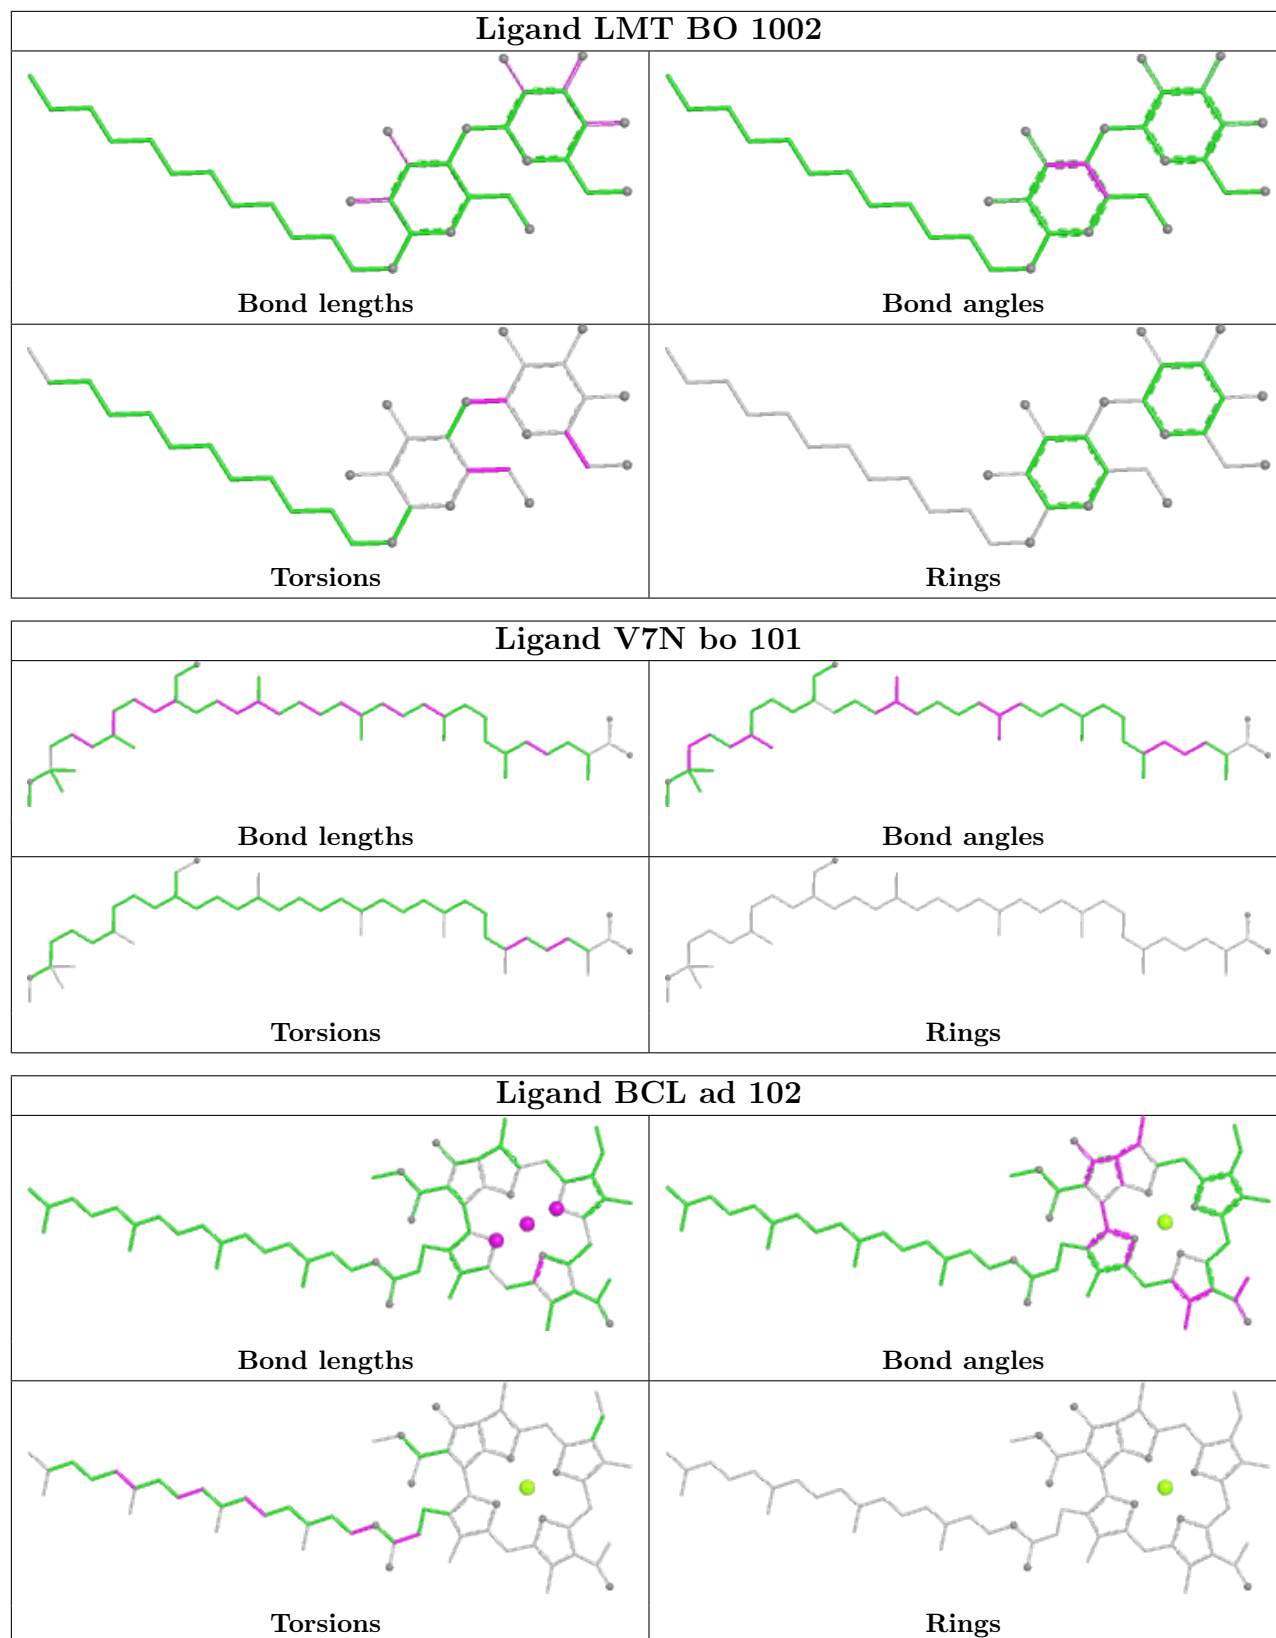 Ligand LMT BO 1002
Bond lengths
Bond angles
Torsions
Rings
Ligand V7N bo 101
Bond lengths
Bond angles
Torsions
Rings
Ligand BCL ad 102
Bond lengths
Bond angles
Torsions
Rings